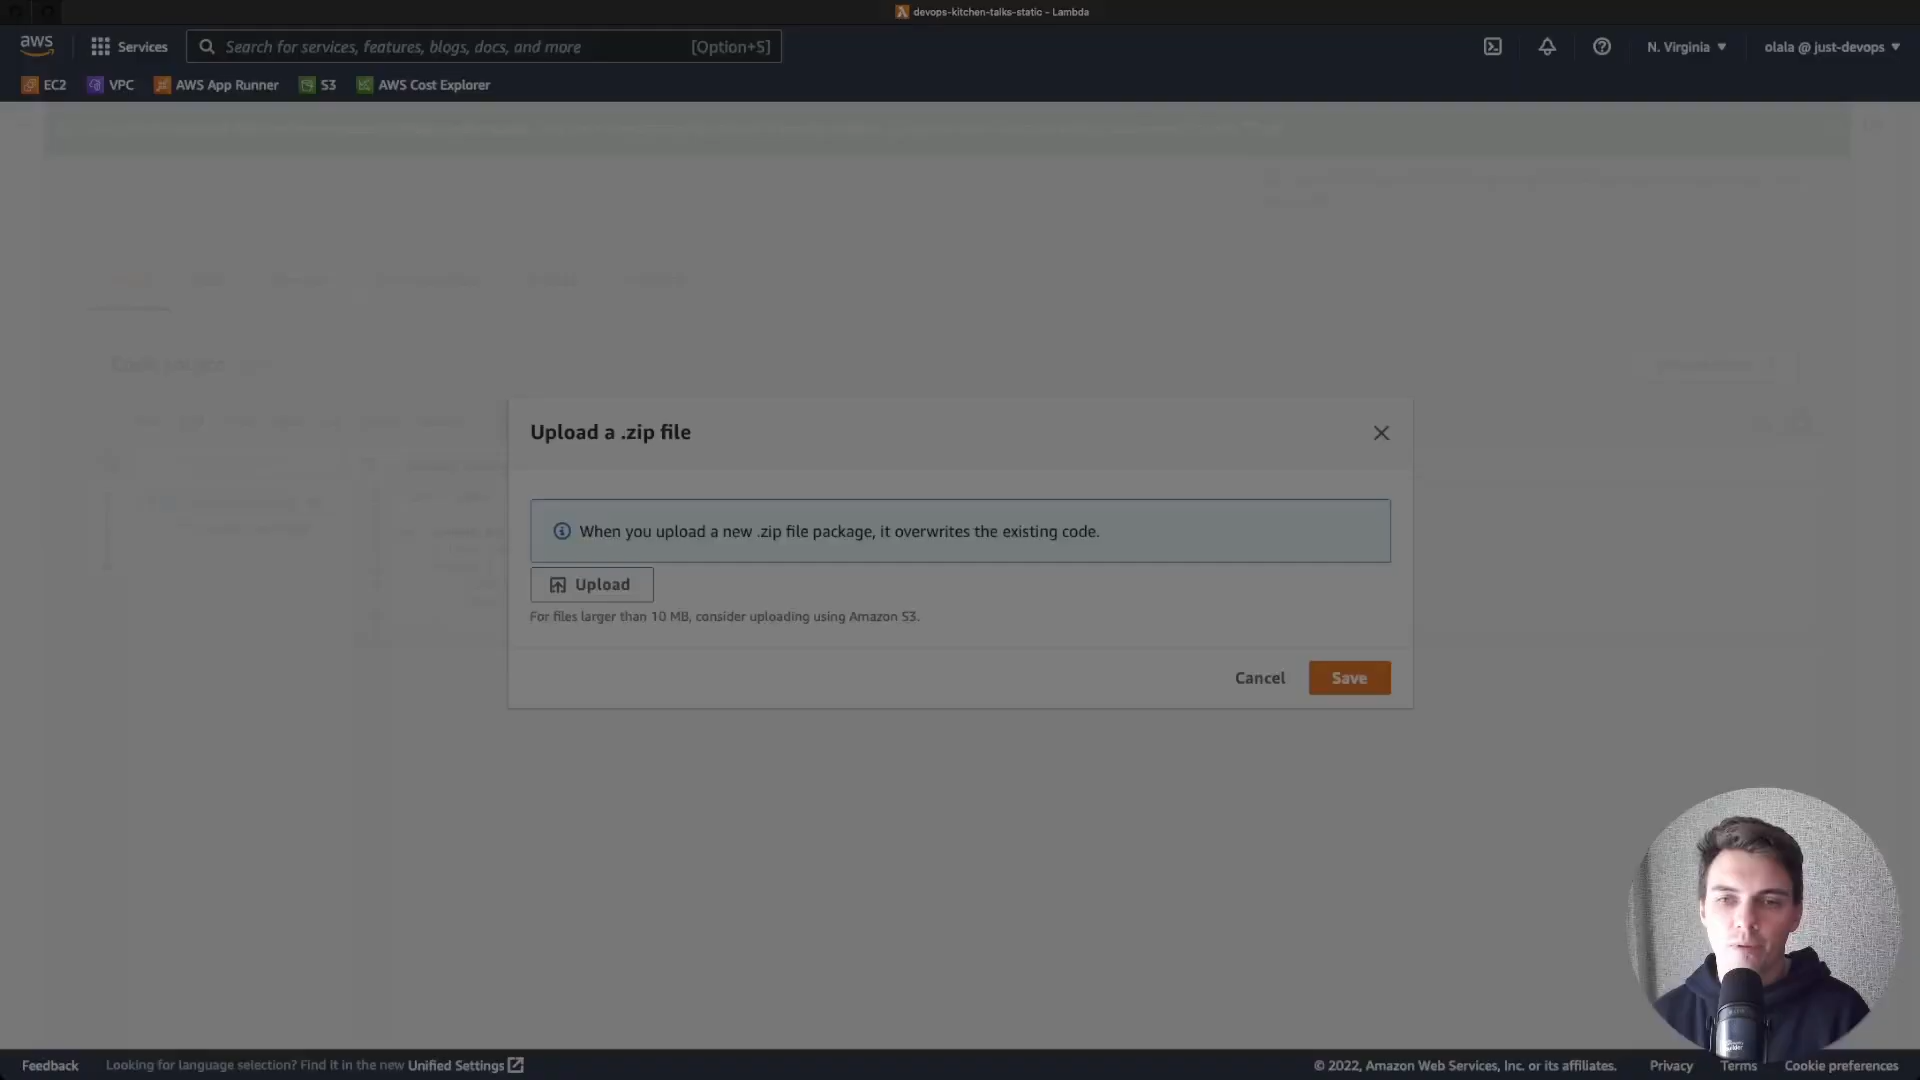 devops-kitchen-talks-static - Lambda
aws
Services
Search for services, features, blogs, docs, and more
[Option+S]
N. Virginia
olala @ just-devops
EC2
VPC
AWS App Runner
S3
AWS Cost Explorer
Upload a .zip file
When you upload a new .zip file package, it overwrites the existing code.
Upload
For files larger than 10 MB, consider uploading using Amazon S3.
Cancel
Save
Feedback
Looking for language selection? Find it in the new Unified Settings
© 2022, Amazon Web Services, Inc. or its affiliates.
Privacy
Terms
Cookie preferences